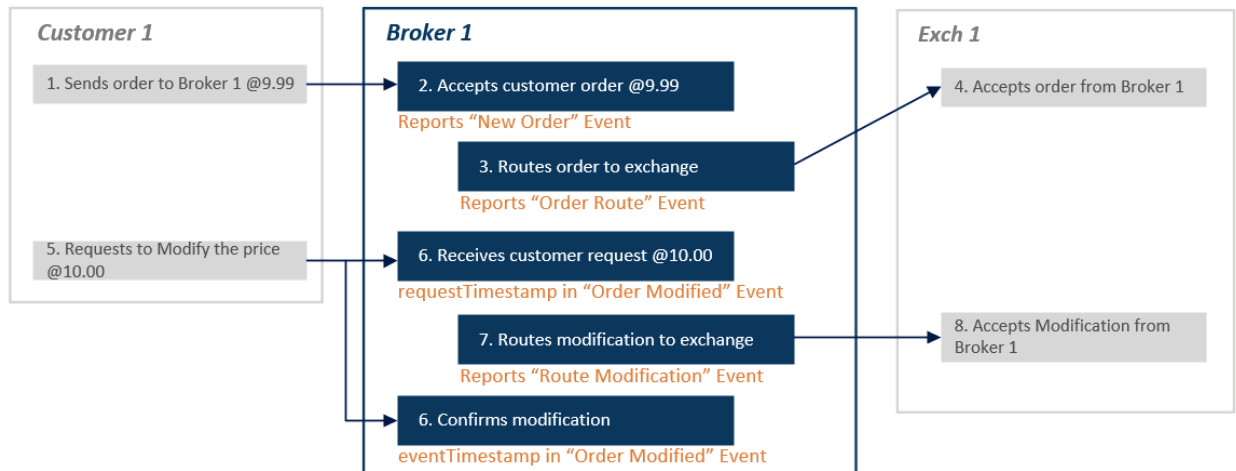 Customer 1
1. Sends order to Broker 1 @9.99
5. Requests to Modify the price
@10.00
Broker 1
2. Accepts customer order @9.99
Reports “New Order” Event
3. Routes order to exchange
Reports “Order Route” Event
6. Receives customer request @10.00
requestTimestamp in “Order Modified” Event
7. Routes modification to exchange
Reports “Route Modification” Event
6. Confirms modification
eventTimestamp in “Order Modified” Event
Exch 1
4. Accepts order from Broker 1
8. Accepts Modification from
Broker 1